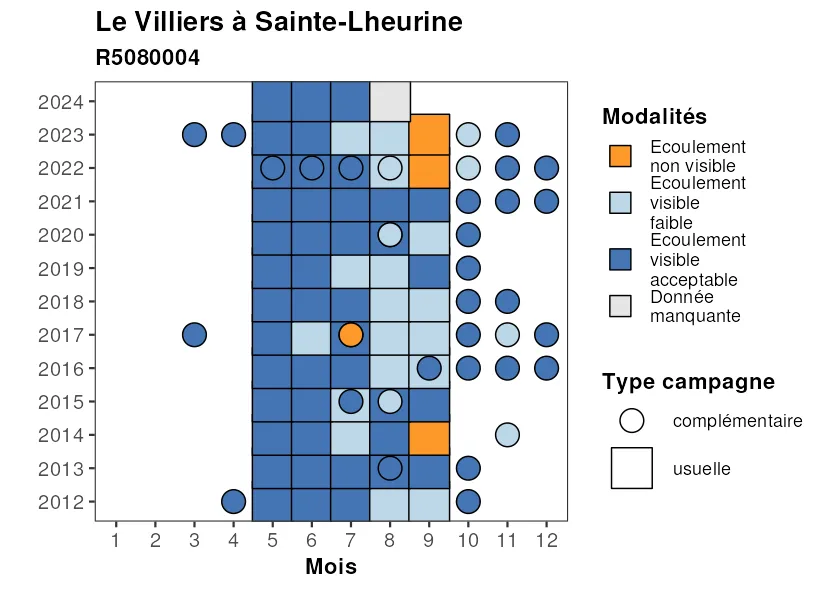 Le Villiers à Sainte-Lheurine
R5080004
2024
2023
2022
2021
2020
2019
2018
2017
2016
2015
2014
2013
2012
1 2 3 4 5 6 7 8 9 10 11 12
Mois
Modalités
Ecoulement
non visible
Ecoulement
visible
faible
Ecoulement
visible
acceptable
Donnée
manquante
Type campagne
complémentaire
usuelle